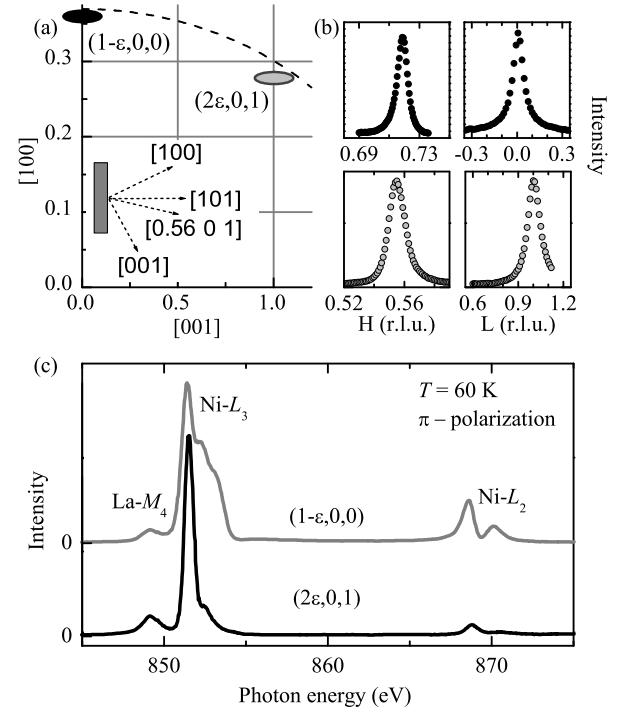 (a)
(1-ε,0,0)
(2ε,0,1)
[100]
[101]
[0.56 0 1]
[001]
0.3
0.2
0.1
0.0
[100]
0.0 0.5 1.0
[001]
(b)
0.69 0.73 -0.3 0.0 0.3
Intensity
0.52 0.56 0.6 0.9 1.2
H (r.l.u.) L (r.l.u.)
(c)
T = 60 K
π – polarization
Ni-L3
La-M4
Ni-L2
(1-ε,0,0)
(2ε,0,1)
0
0
Intensity
850 860 870
Photon energy (eV)